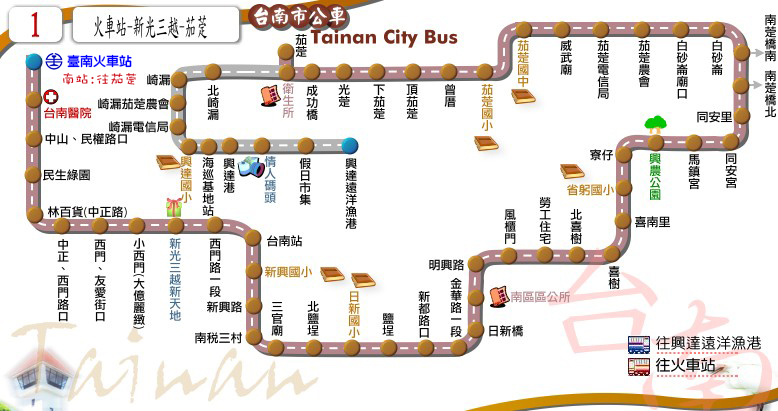 1
火車站-新光三越-茄萣
台南市公車
Tainan City Bus
臺南火車站
南站:往茄萣
台南醫院
中山、民權路口
民生綠園
林百貨(中正路)
中正、西門路口
西門、友愛街口
小西門(大億麗緻)
新光三越新天地
西門路一段
台南站
新興國小
新興路
南税三村
三官廟
北鹽埕
日新國小
鹽埕
新都路口
金華路一段
日新橋
南區區公所
明興路
風櫃門
勞工住宅
北喜樹
喜樹
喜南里
省躬國小
寮仔
興農公園
馬鎮宮
同安宮
同安里
南萣橋北
南萣橋南
白砂崙
白砂崙廟口
茄萣農會
茄萣電信局
威武廟
茄萣國中
茄萣國小
曾厝
頂茄萣
下茄萣
光萣
成功橋
衛生所
茄萣
北崎漏
崎漏
崎漏茄萣農會
崎漏電信局
興達國小
海巡基地站
興達港
情人碼頭
假日市集
興達遠洋漁港
往興達遠洋漁港
往火車站
台南
Tainan